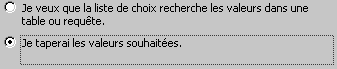 Je veux que la liste de choix recherche les valeurs dans une
table ou requête.
Je taperai les valeurs souhaitées.